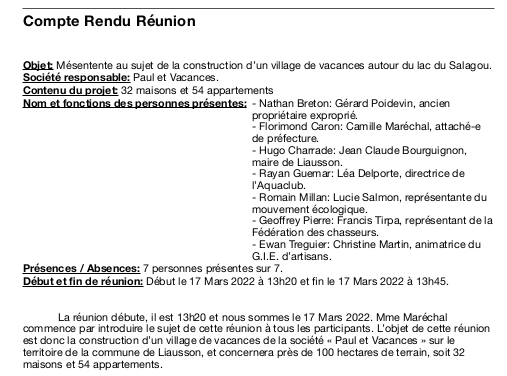 Compte Rendu Réunion
Objet: Mésentente au sujet de la construction d'un village de vacances autour du lac du Salagou.
Société responsable: Paul et Vacances.
Contenu du projet: 32 maisons et 54 appartements
Nom et fonctions des personnes présentes: - Nathan Breton: Gérard Poidevin, ancien
propriétaire exproprié.
- Florimond Caron: Camille Maréchal, attaché-e
de préfecture.
- Hugo Charrade: Jean Claude Bourguignon,
maire de Liausson.
- Rayan Guemar: Léa Delporte, directrice de
l'Aquaclub.
- Romain Millan: Lucie Salmon, représentante du
mouvement écologique.
- Geoffrey Pierre: Francis Tirpa, représentant de la
Fédération des chasseurs.
- Ewan Treguier: Christine Martin, animatrice du
G.I.E. d'artisans.
Présences / Absences: 7 personnes présentes sur 7.
Début et fin de réunion: Début le 17 Mars 2022 à 13h20 et fin le 17 Mars 2022 à 13h45.
La réunion débute, il est 13h20 et nous sommes le 17 Mars 2022. Mme Maréchal
commence par introduire le sujet de cette réunion à tous les participants. L'objet de cette réunion
est donc la construction d'un village de vacances de la société « Paul et Vacances » sur le
territoire de la commune de Liausson, et concernera près de 100 hectares de terrain, soit 32
maisons et 54 appartements.